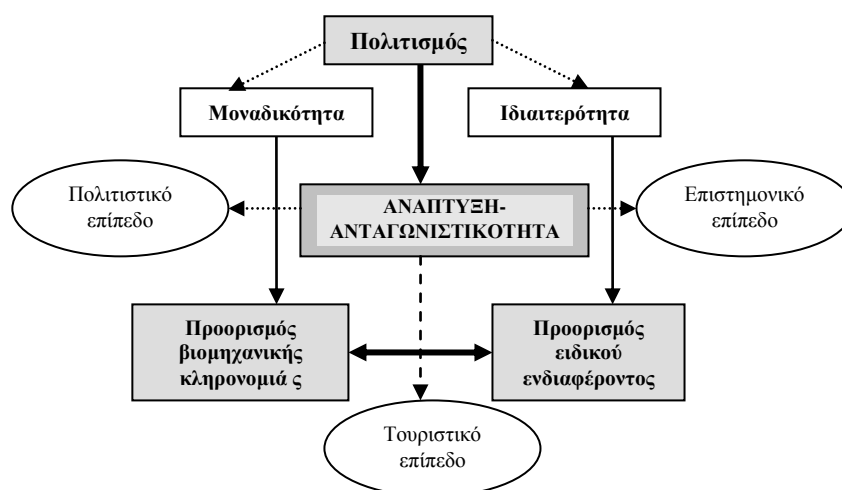 Πολιτισμός
Μοναδικότητα
Ιδιαιτερότητα
Πολιτιστικό
επίπεδο
ΑΝΑΠΤΥΞΗ-
ΑΝΤΑΓΩΝΙΣΤΙΚΟΤΗΤΑ
Επιστημονικό
επίπεδο
Προορισμός
βιομηχανικής
κληρονομιά ς
Προορισμός
ειδικού
ενδιαφέροντος
Τουριστικό
επίπεδο